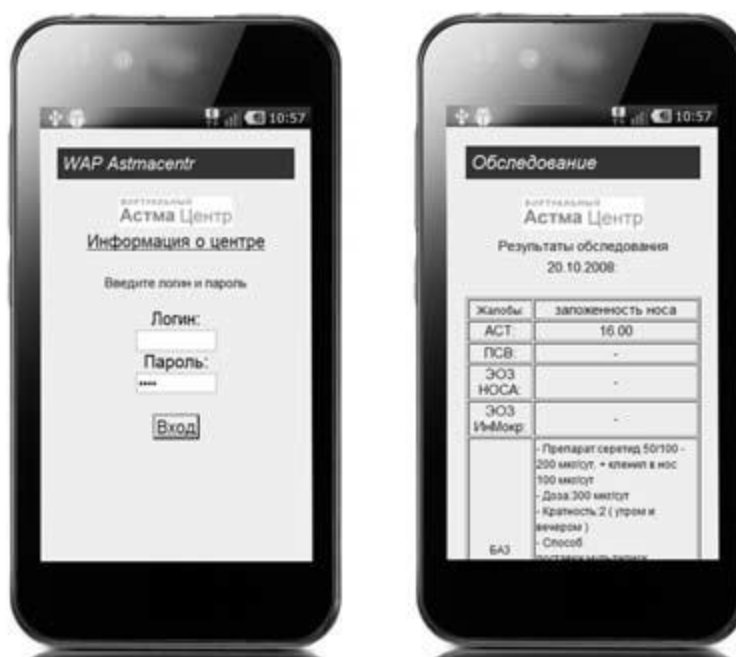 10:57
WAP Astmacentr
ВИРТУАЛЬНЫЙ
Астма Центр
Информация о центре
Введите логин и пароль
Логин:
Пароль:
••••
Вход
10:57
Обследование
ВИРТУАЛЬНЫЙ
Астма Центр
Результаты обследования
20.10.2008:
Жалобы: заложенность носа
АСТ: 16.00
ПСВ: -
ЭОЗ
НОСА: -
ЭОЗ
ИнМокр: -
- Препарат:серетид 50/100 -
200 мкг/сут. + кленил в нос
100 мкг/сут
- Доза:300 мкг/сут
- Кратность:2 ( утром и
вечером )
- Способ
БАЗ